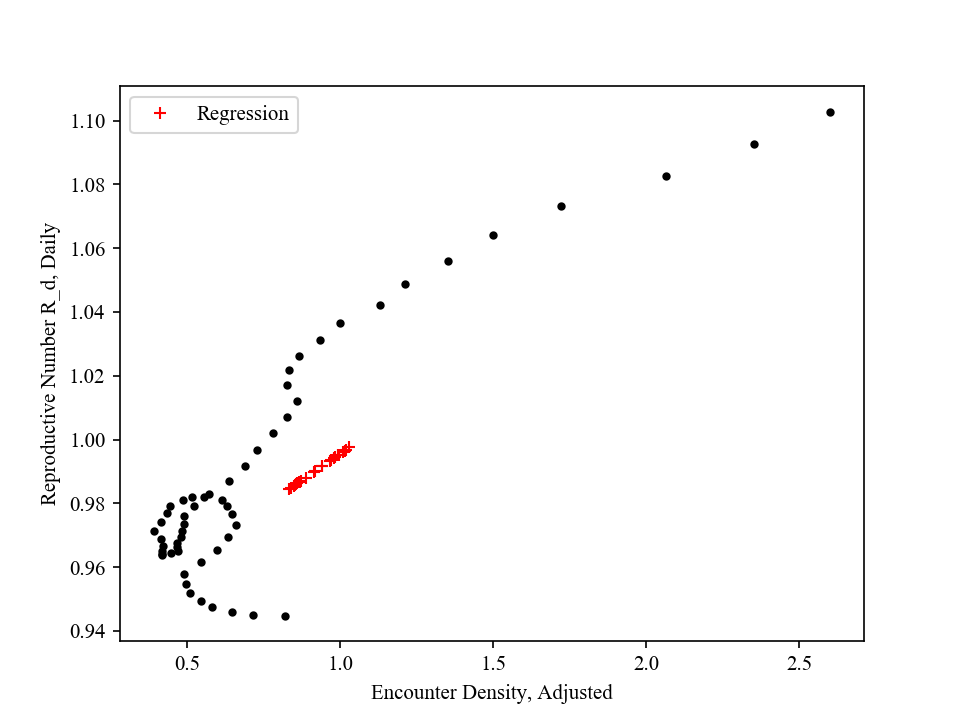 Regression
1.10
1.08
1.06
1.04
1.02
1.00
0.98
0.96
0.94
Reproductive Number R_d, Daily
0.5 1.0 1.5 2.0 2.5
Encounter Density, Adjusted